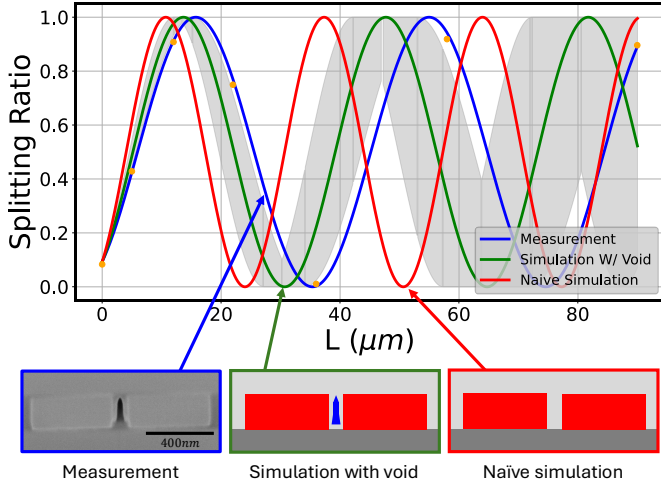 1.0
0.8
0.6
0.4
0.2
0.0
Splitting Ratio
0 20 40 60 80
L (μm)
Measurement
Simulation W/ Void
Naive Simulation
400nm
Measurement
Simulation with void
Naïve simulation